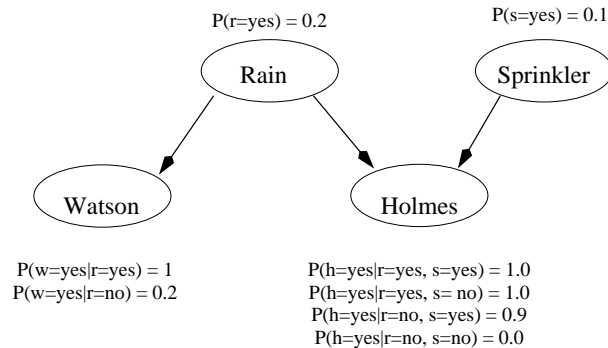 P(r=yes) = 0.2
P(s=yes) = 0.1
Rain
Sprinkler
Watson
Holmes
P(w=yes|r=yes) = 1
P(w=yes|r=no) = 0.2
P(h=yes|r=yes, s=yes) = 1.0
P(h=yes|r=yes, s= no) = 1.0
P(h=yes|r=no, s=yes) = 0.9
P(h=yes|r=no, s=no) = 0.0